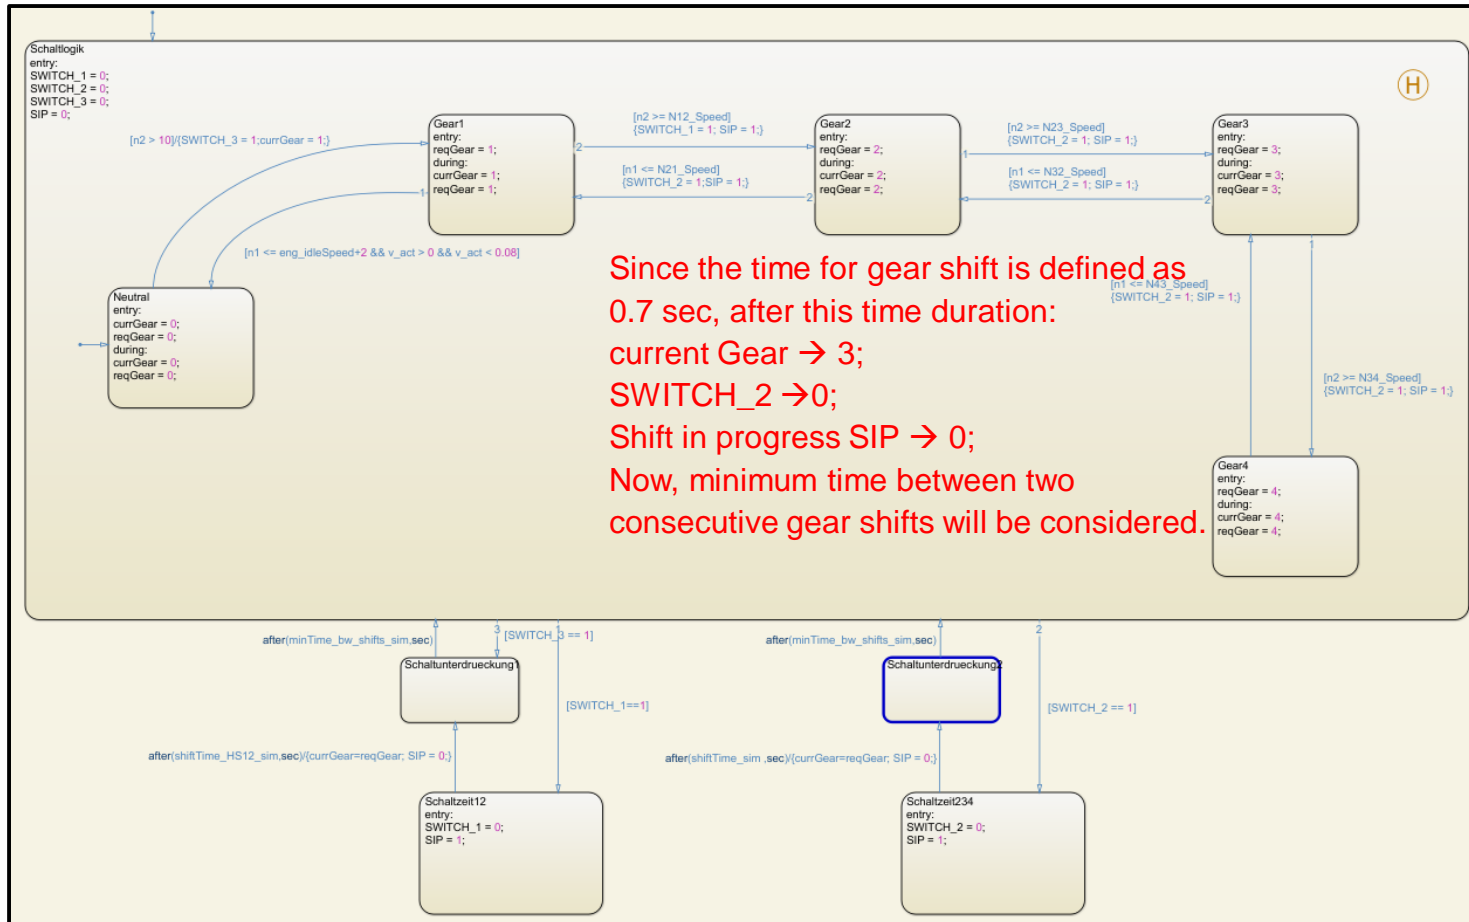 Schaltlogik
entry:
SWITCH_1 = 0;
SWITCH_2 = 0;
SWITCH_3 = 0;
SIP = 0;
H
[n2 > 10]/{SWITCH_3 = 1;currGear = 1;}
Gear1
entry:
reqGear = 1;
during:
currGear = 1;
reqGear = 1;
2
1
[n2 >= N12_Speed]
{SWITCH_1 = 1; SIP = 1;}
[n1 <= N21_Speed]
{SWITCH_2 = 1;SIP = 1;}
Gear2
entry:
reqGear = 2;
during:
currGear = 2;
reqGear = 2;
1
2
[n2 >= N23_Speed]
{SWITCH_2 = 1; SIP = 1;}
[n1 <= N32_Speed]
{SWITCH_2 = 1; SIP = 1;}
Gear3
entry:
reqGear = 3;
during:
currGear = 3;
reqGear = 3;
2
1
[n1 <= eng_idleSpeed+2 && v_act > 0 && v_act < 0.08]
Neutral
entry:
currGear = 0;
reqGear = 0;
during:
currGear = 0;
reqGear = 0;
Since the time for gear shift is defined as
0.7 sec, after this time duration:
current Gear → 3;
SWITCH_2 →0;
Shift in progress SIP → 0;
Now, minimum time between two
consecutive gear shifts will be considered.
[n1 <= N43_Speed]
{SWITCH_2 = 1; SIP = 1;}
[n2 >= N34_Speed]
{SWITCH_2 = 1; SIP = 1;}
Gear4
entry:
reqGear = 4;
during:
currGear = 4;
reqGear = 4;
after(minTime_bw_shifts_sim,sec)
3
[SWITCH_3 == 1]
1
after(minTime_bw_shifts_sim,sec)
2
Schaltunterdrueckung1
Schaltunterdrueckung2
[SWITCH_1==1]
[SWITCH_2 == 1]
after(shiftTime_HS12_sim,sec)/{currGear=reqGear; SIP = 0;}
after(shiftTime_sim ,sec)/{currGear=reqGear; SIP = 0;}
Schaltzeit12
entry:
SWITCH_1 = 0;
SIP = 1;
Schaltzeit234
entry:
SWITCH_2 = 0;
SIP = 1;